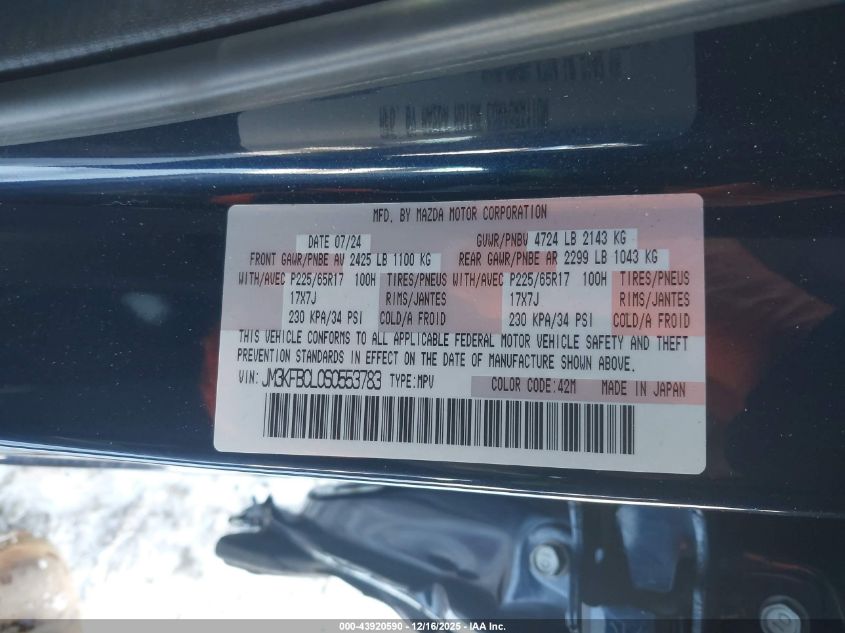 MFD. BY MAZDA MOTOR CORPORATION
DATE 07/24 GVWR/PNBV 4724 LB 2143 KG
FRONT GAWR/PNBE AV 2425 LB 1100 KG REAR GAWR/PNBE AR 2299 LB 1043 KG
WITH/AVEC P225/65R17 100H TIRES/PNEUS WITH/AVEC P225/65R17 100H TIRES/PNEUS
17X7J RIMS/JANTES 17X7J RIMS/JANTES
230 KPA/34 PSI COLD/A FROID 230 KPA/34 PSI COLD/A FROID
THIS VEHICLE CONFORMS TO ALL APPLICABLE FEDERAL MOTOR VEHICLE SAFETY AND THEFT
PREVENTION STANDARDS IN EFFECT ON THE DATE OF MANUFACTURE SHOWN ABOVE.
VIN: JM3KFBCL0S0553783 TYPE:MPV COLOR CODE:42M MADE IN JAPAN
000-43920590 - 12/16/2025 - IAA Inc.